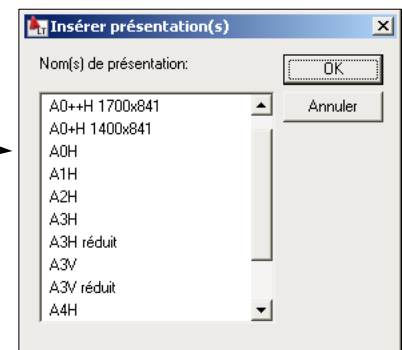 LT Insérer présentation(s)
Nom(s) de présentation:
OK
Annuler
A0++H 1700x841
A0+H 1400x841
A0H
A1H
A2H
A3H
A3H réduit
A3V
A3V réduit
A4H